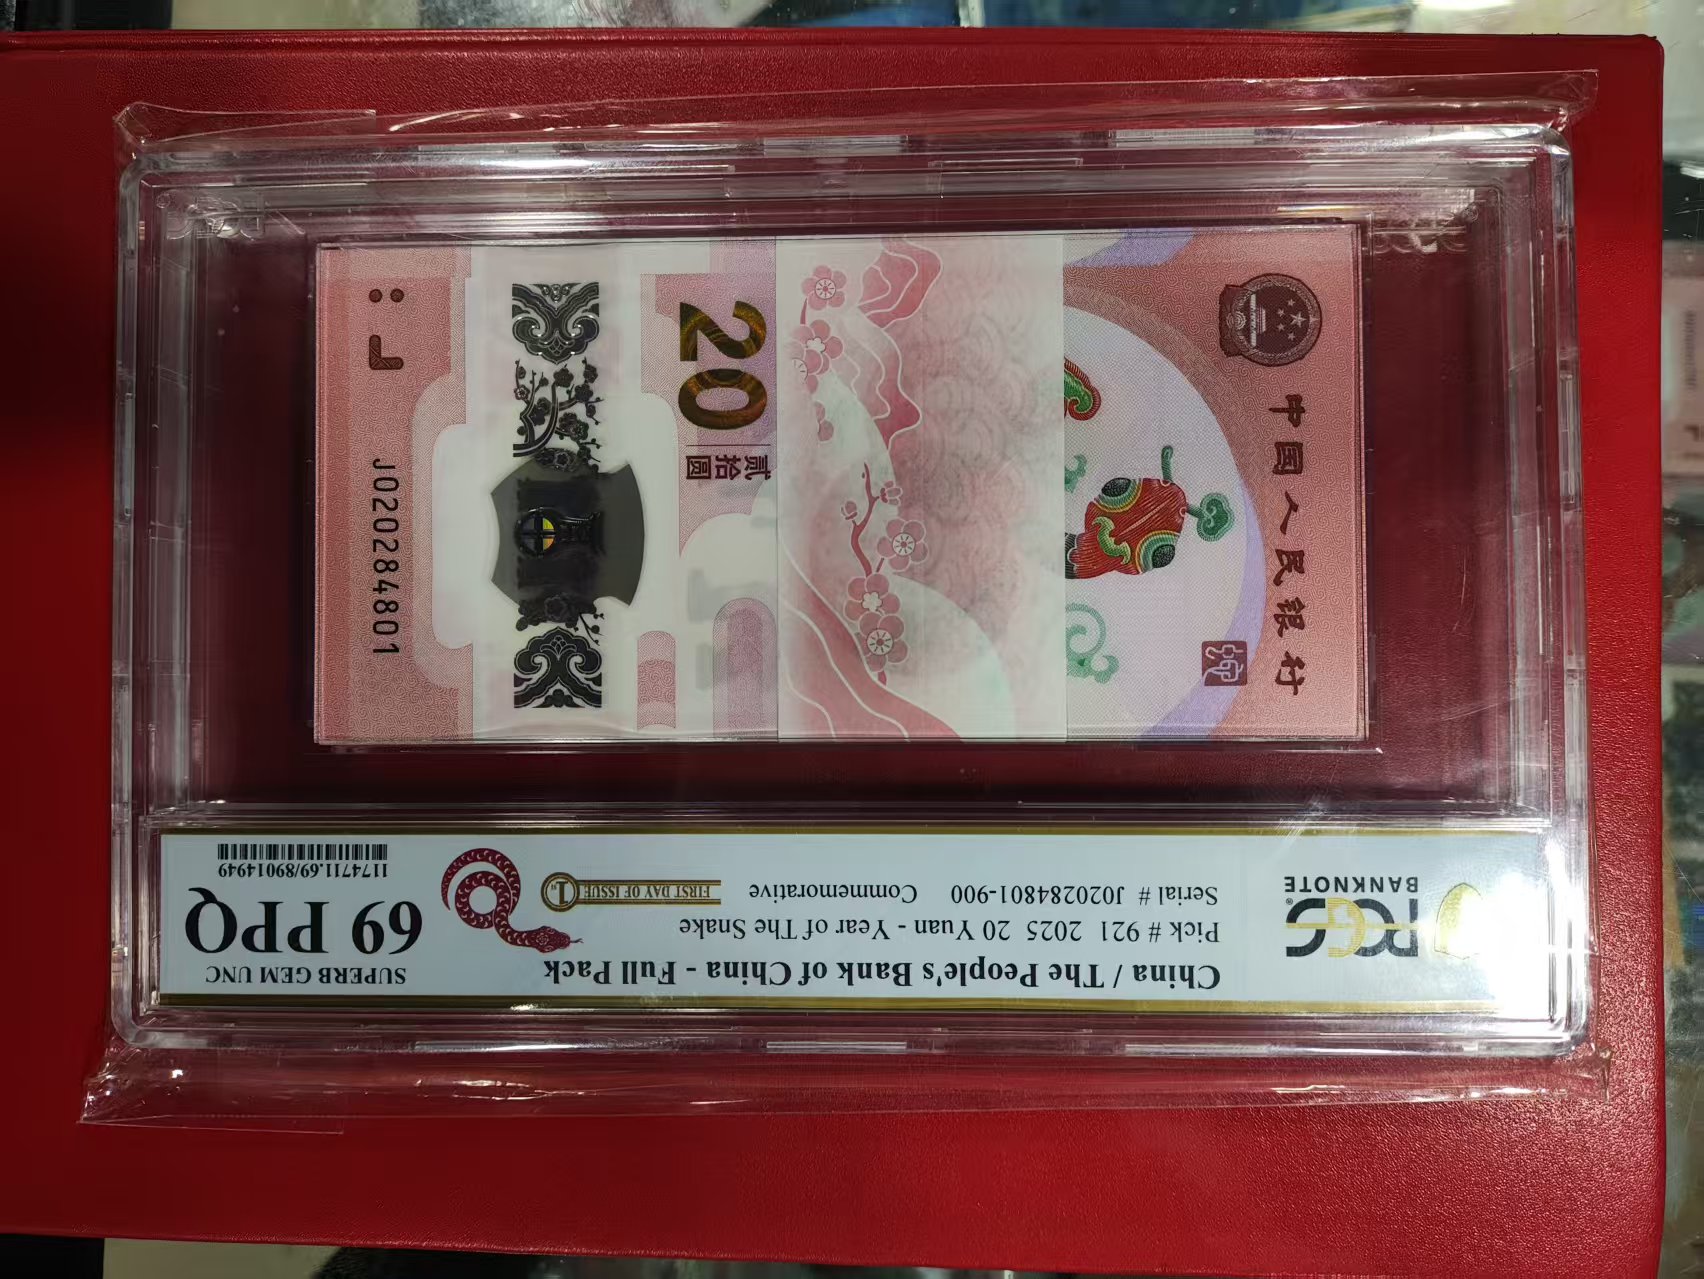 中国人民银行
20
贰拾圆
J020284801
PCGS
BANKNOTE
China / The People's Bank of China - Full Pack
Pick # 921 2025 20 Yuan - Year of The Snake
Serial # J020284801-900 Commemorative
1st FIRST DAY OF ISSUE
SUPERB GEM UNC
69 PPQ
1174711.69/89014949